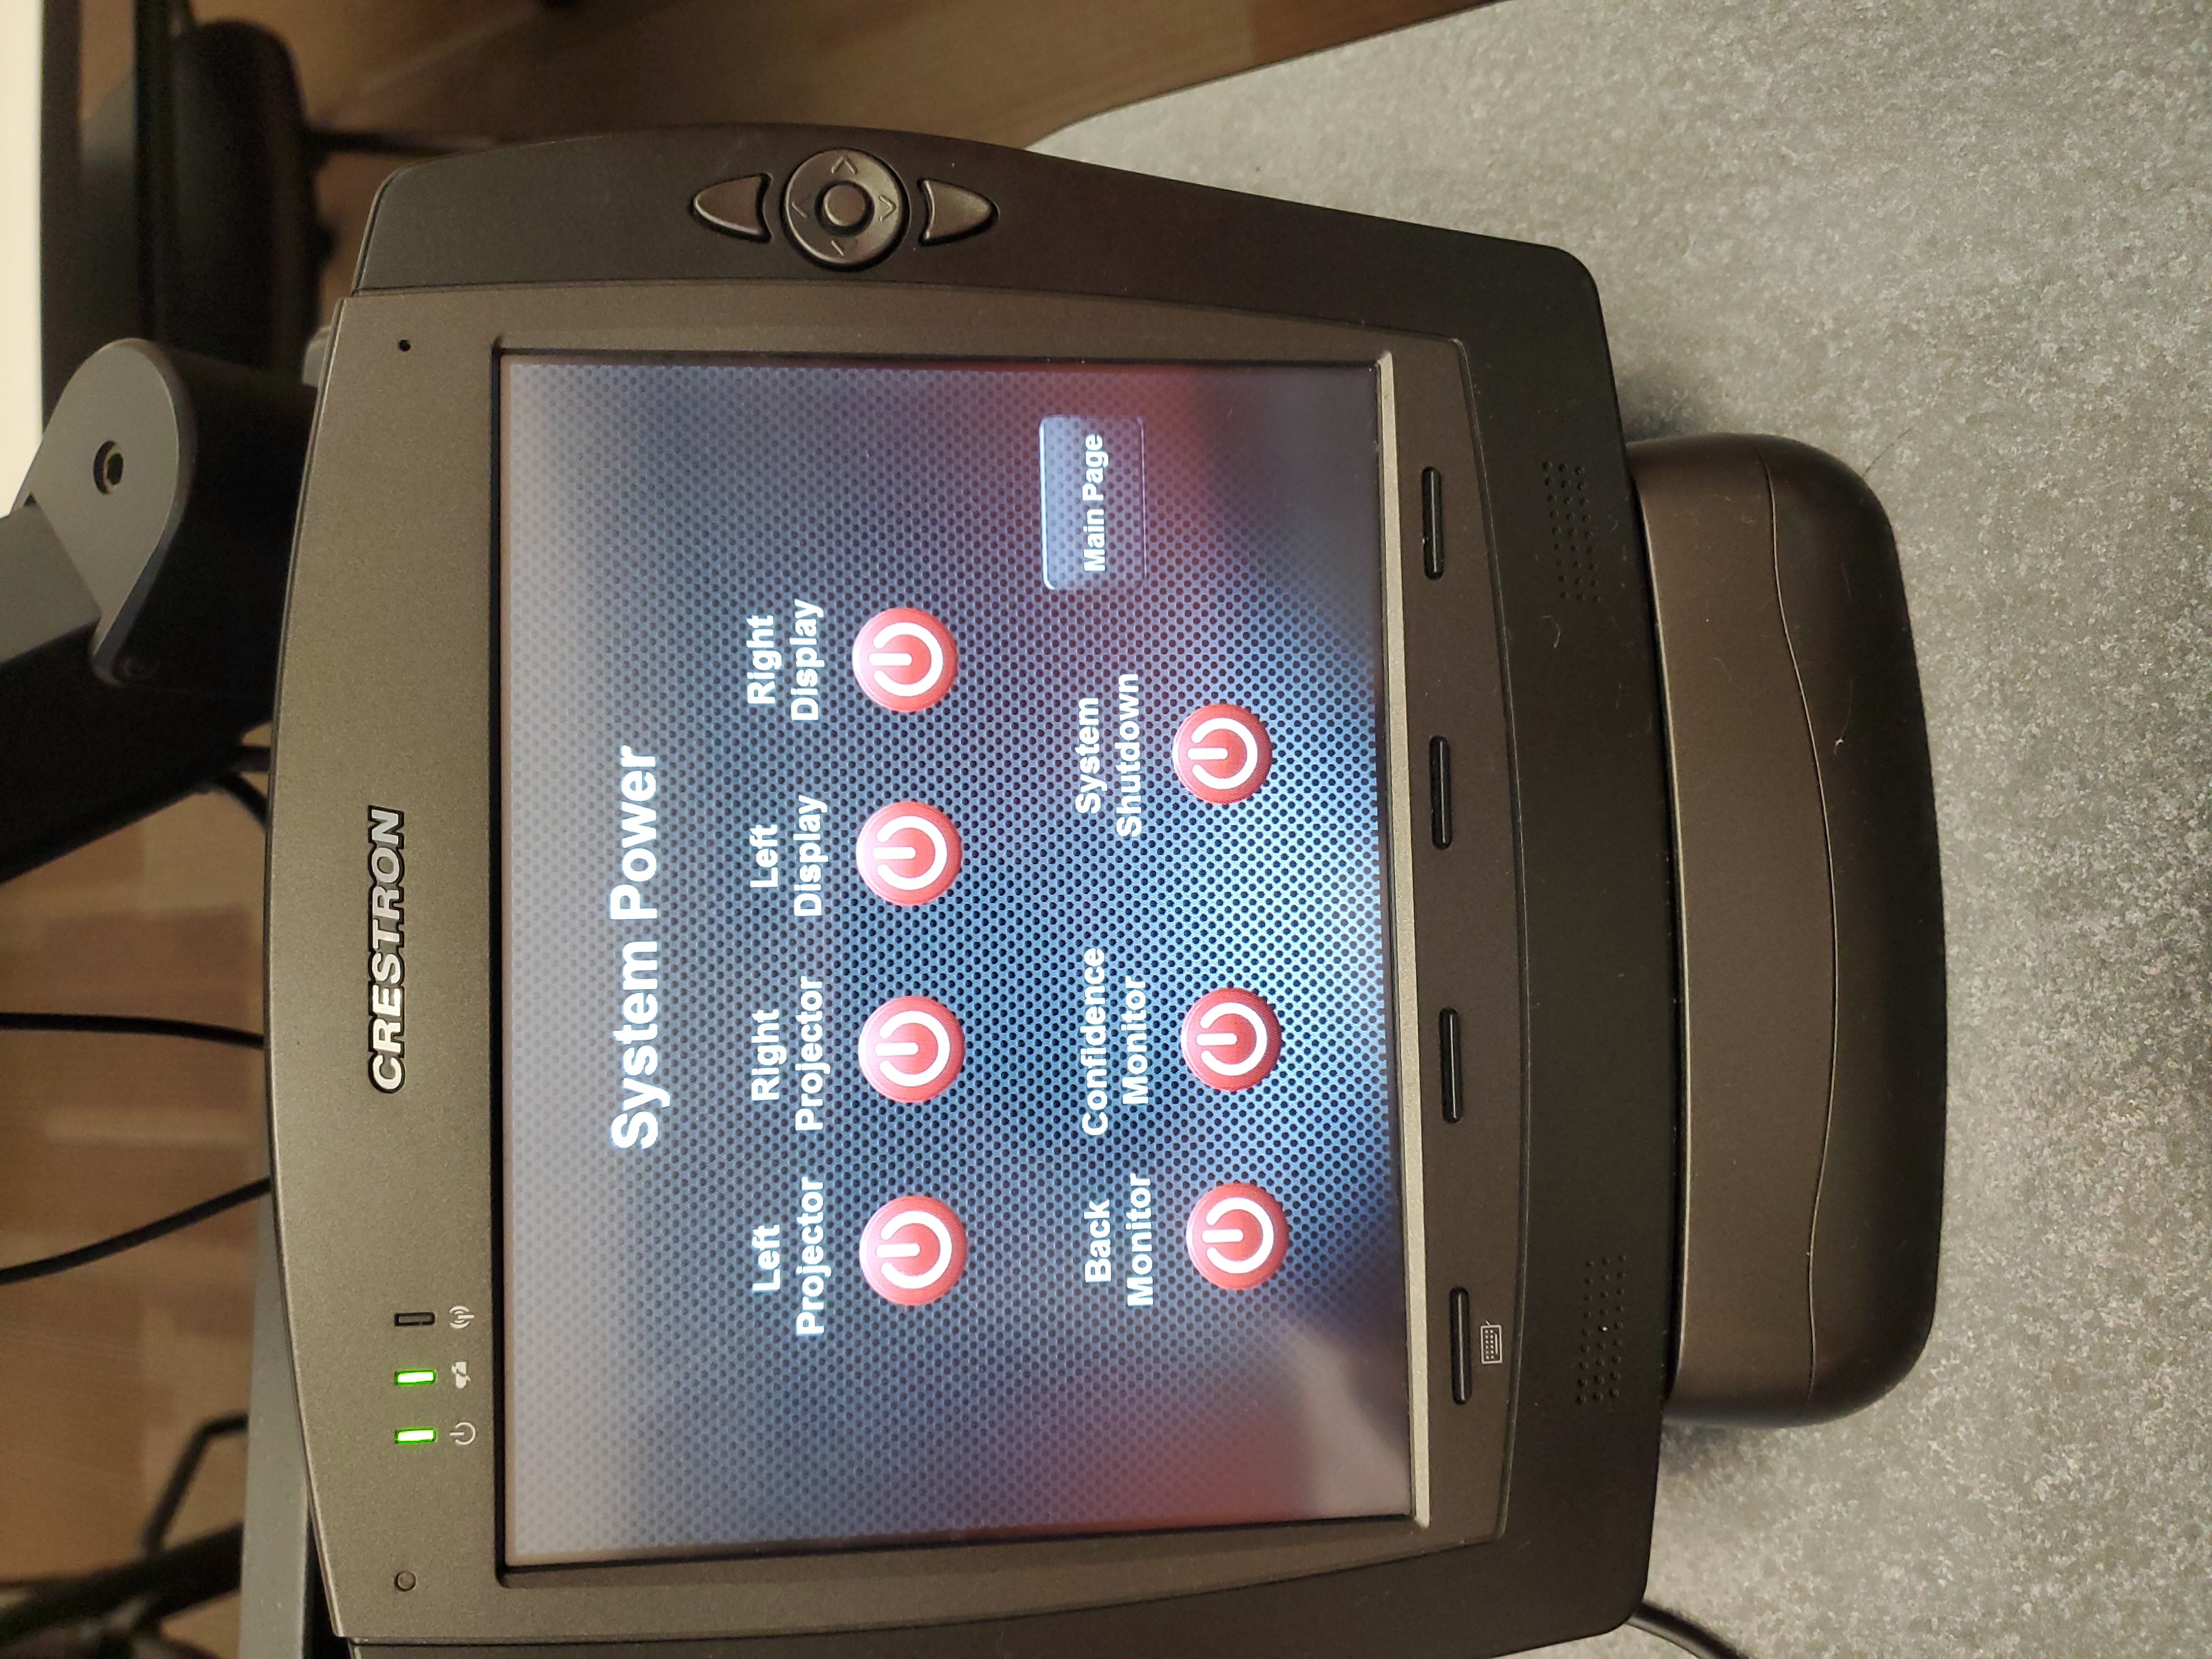 CRESTRON
System Power
Left
Projector
Right
Projector
Left
Display
Right
Display
Back
Monitor
Confidence
Monitor
System
Shutdown
Main Page